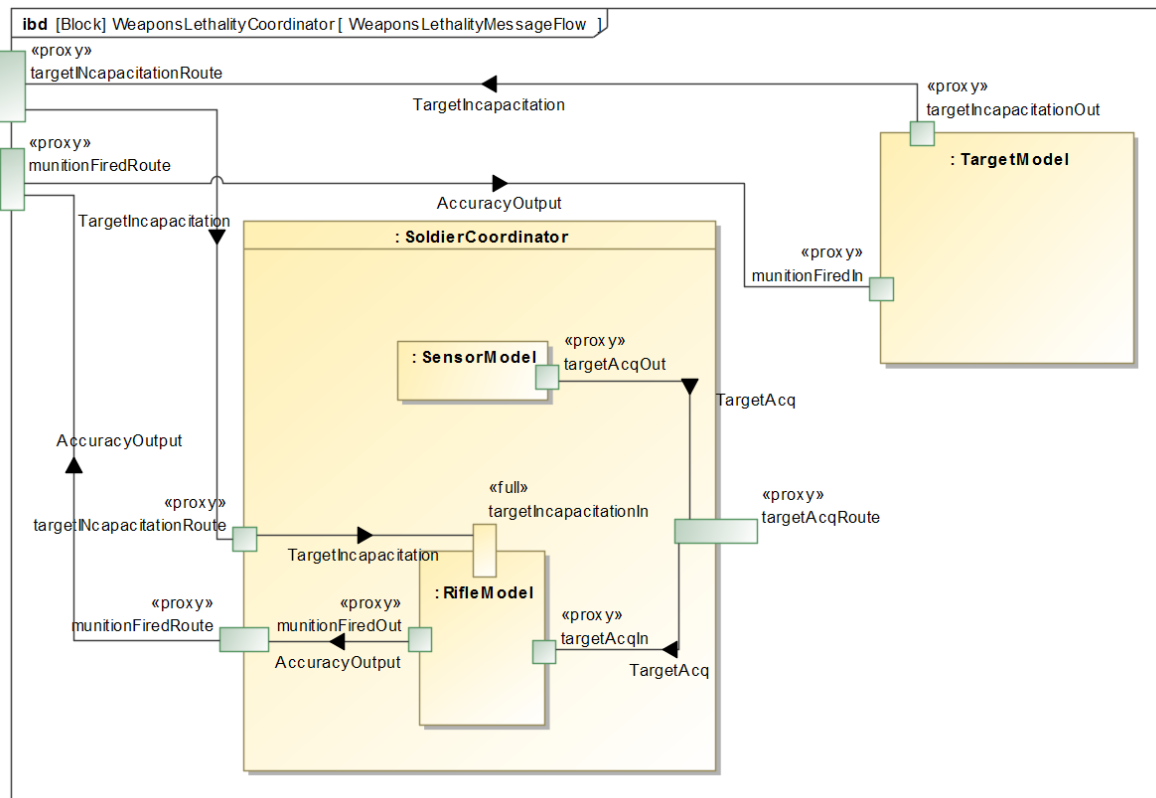 ibd [Block] WeaponsLethalityCoordinator [ WeaponsLethalityMessageFlow ]
«proxy»
targetINcapacitationRoute
TargetIncapacitation
«proxy»
targetIncapacitationOut
: TargetModel
«proxy»
munitionFiredRoute
AccuracyOutput
TargetIncapacitation
: SoldierCoordinator
«proxy»
munitionFiredIn
: SensorModel
«proxy»
targetAcqOut
TargetAcq
AccuracyOutput
«proxy»
targetINcapacitationRoute
«full»
targetIncapacitationIn
«proxy»
targetAcqRoute
TargetIncapacitation
: RifleModel
«proxy»
munitionFiredRoute
«proxy»
munitionFiredOut
AccuracyOutput
«proxy»
targetAcqIn
TargetAcq